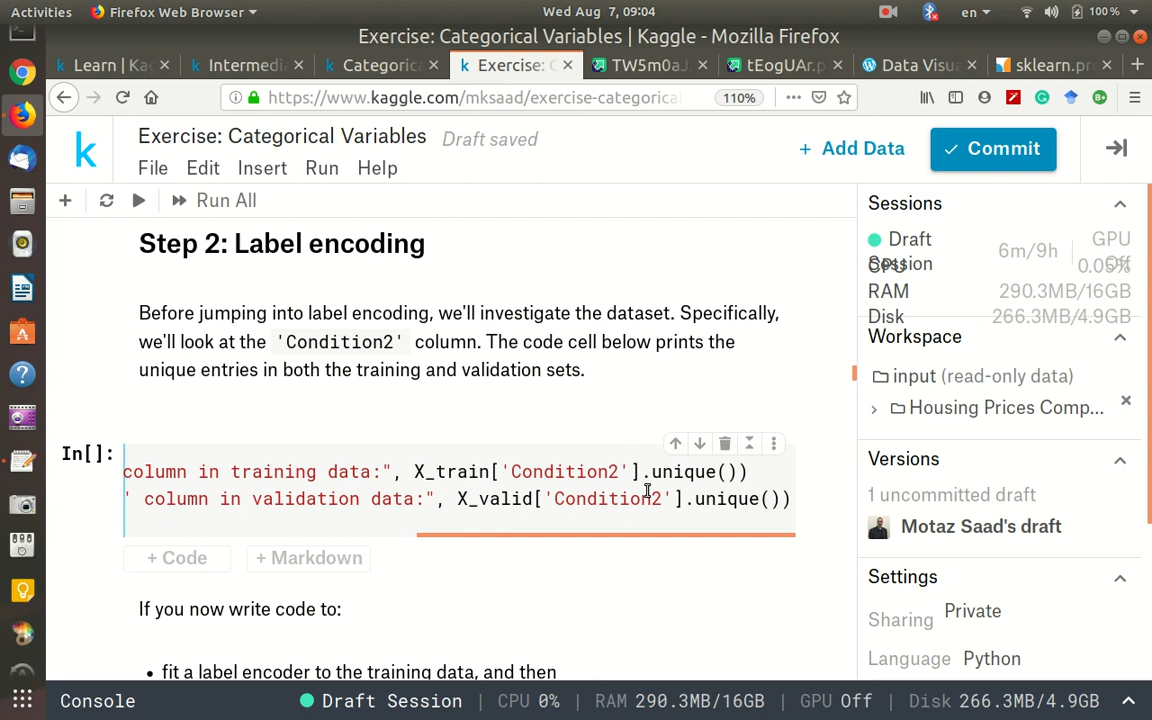 Activities Firefox Web Browser Wed Aug 7, 09:04 en 100 %
Exercise: Categorical Variables | Kaggle - Mozilla Firefox
Learn | Ka Intermedi Categoric Exercise: C TW5m0aJ. tEogUAr.p Data Visua sklearn.pr
https://www.kaggle.com/mksaad/exercise-categorica 110%
Exercise: Categorical Variables Draft saved
File Edit Insert Run Help
+ Add Data
Commit
Run All
Step 2: Label encoding
Before jumping into label encoding, we'll investigate the dataset. Specifically,
we'll look at the 'Condition2' column. The code cell below prints the
unique entries in both the training and validation sets.
In[]:
column in training data:", X_train['Condition2'].unique())
' column in validation data:", X_valid['Condition2'].unique())
+ Code + Markdown
If you now write code to:
• fit a label encoder to the training data, and then
Sessions
Draft Session 6m/9h GPU Off
CPU 0.05%
RAM 290.3MB/16GB
Disk 266.3MB/4.9GB
Workspace
input (read-only data)
Housing Prices Comp...
Versions
1 uncommitted draft
Motaz Saad's draft
Settings
Sharing Private
Language Python
Console Draft Session | CPU 0% | RAM 290.3MB/16GB | GPU Off | Disk 266.3MB/4.9GB